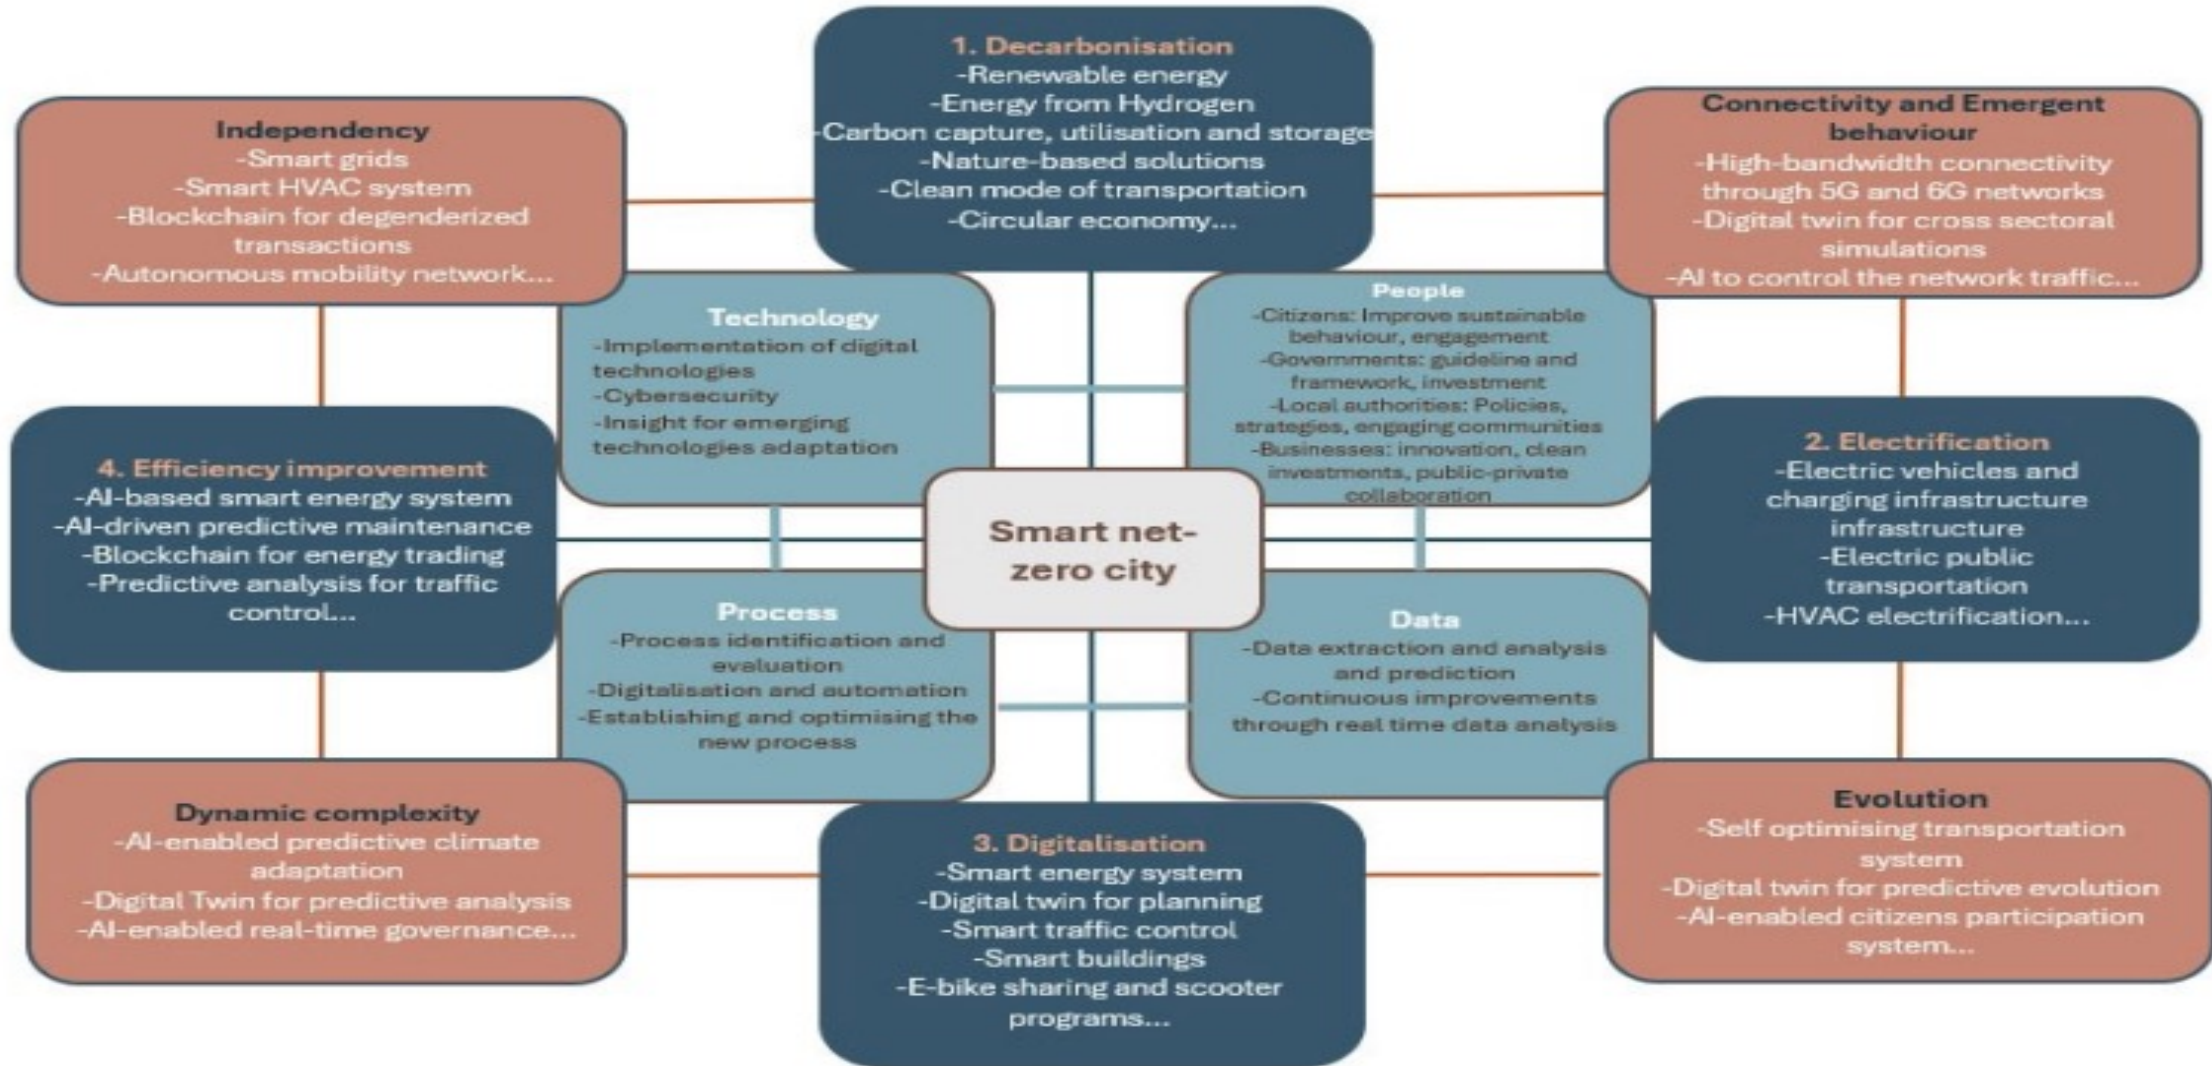 1. Decarbonisation
-Renewable energy
-Energy from Hydrogen
-Carbon capture, utilisation and storage
-Nature-based solutions
-Clean mode of transportation
-Circular economy...
Independency
-Smart grids
-Smart HVAC system
-Blockchain for degenderized
transactions
-Autonomous mobility network...
Connectivity and Emergent
behaviour
-High-bandwidth connectivity
through 5G and 6G networks
-Digital twin for cross sectoral
simulations
-AI to control the network traffic...
Technology
-Implementation of digital
technologies
-Cybersecurity
-Insight for emerging
technologies adaptation
People
-Citizens: Improve sustainable
behaviour, engagement
-Governments: guideline and
framework, investment
-Local authorities: Policies,
strategies, engaging communities
-Businesses: innovation, clean
investments, public-private
collaboration
4. Efficiency improvement
-AI-based smart energy system
-AI-driven predictive maintenance
-Blockchain for energy trading
-Predictive analysis for traffic
control...
Smart net-
zero city
2. Electrification
-Electric vehicles and
charging infrastructure
infrastructure
-Electric public
transportation
-HVAC electrification...
Process
-Process identification and
evaluation
-Digitalisation and automation
-Establishing and optimising the
new process
Data
-Data extraction and analysis
and prediction
-Continuous improvements
through real time data analysis
Dynamic complexity
-AI-enabled predictive climate
adaptation
-Digital Twin for predictive analysis
-AI-enabled real-time governance...
3. Digitalisation
-Smart energy system
-Digital twin for planning
-Smart traffic control
-Smart buildings
-E-bike sharing and scooter
programs...
Evolution
-Self optimising transportation
system
-Digital twin for predictive evolution
-AI-enabled citizens participation
system...